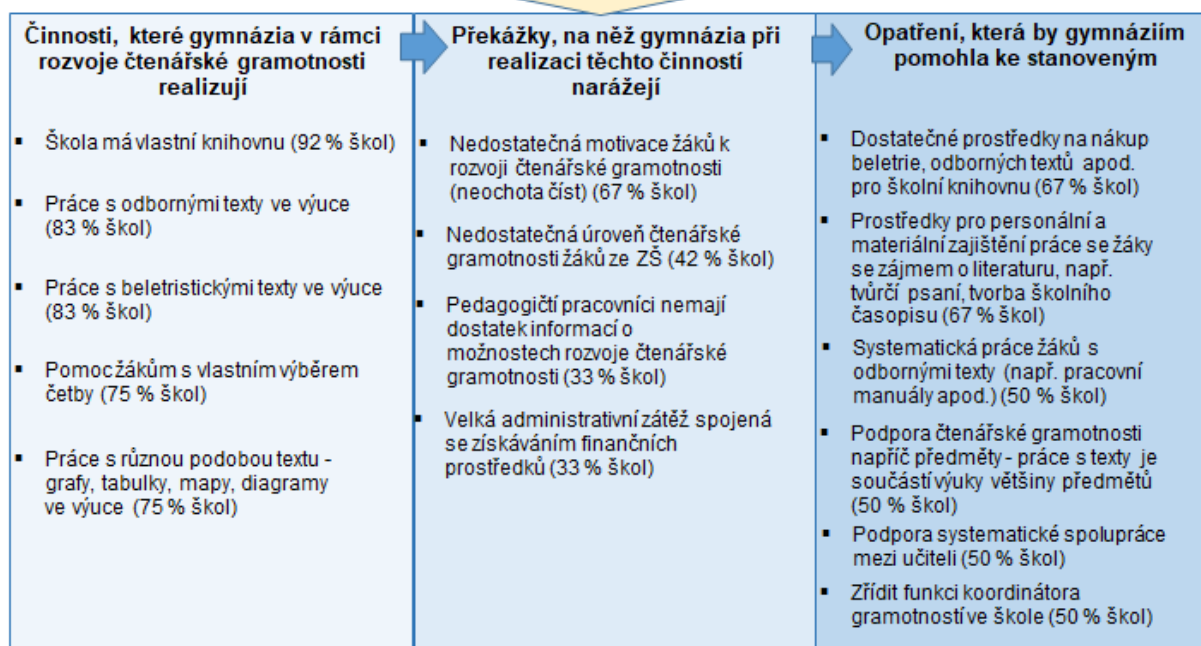 Činnosti, které gymnázia v rámci
rozvoje čtenářské gramotnosti
realizují
▪ Škola má vlastní knihovnu (92 % škol)
▪ Práce s odbornými texty ve výuce
(83 % škol)
▪ Práce s beletristickými texty ve výuce
(83 % škol)
▪ Pomoc žákům s vlastním výběrem
četby (75 % škol)
▪ Práce s různou podobou textu -
grafy, tabulky, mapy, diagramy
ve výuce (75 % škol)
Překážky, na něž gymnázia při
realizaci těchto činností
narážejí
▪ Nedostatečná motivace žáků k
rozvoji čtenářské gramotnosti
(neochota číst) (67 % škol)
▪ Nedostatečná úroveň čtenářské
gramotnosti žáků ze ZŠ (42 % škol)
▪ Pedagogičtí pracovníci nemají
dostatek informací o
možnostech rozvoje čtenářské
gramotnosti (33 % škol)
▪ Velká administrativní zátěž spojená
se získáváním finančních
prostředků (33 % škol)
Opatření, která by gymnáziím
pomohla ke stanoveným
▪ Dostatečné prostředky na nákup
beletrie, odborných textů apod.
pro školní knihovnu (67 % škol)
▪ Prostředky pro personální a
materiální zajištění práce se žáky
se zájmem o literaturu, např.
tvůrčí psaní, tvorba školního
časopisu (67 % škol)
▪ Systematická práce žáků s
odbornými texty (např. pracovní
manuály apod.) (50 % škol)
▪ Podpora čtenářské gramotnosti
napříč předměty - práce s texty je
součástí výuky většiny předmětů
(50 % škol)
▪ Podpora systematické spolupráce
mezi učiteli (50 % škol)
▪ Zřídit funkci koordinátora
gramotností ve škole (50 % škol)